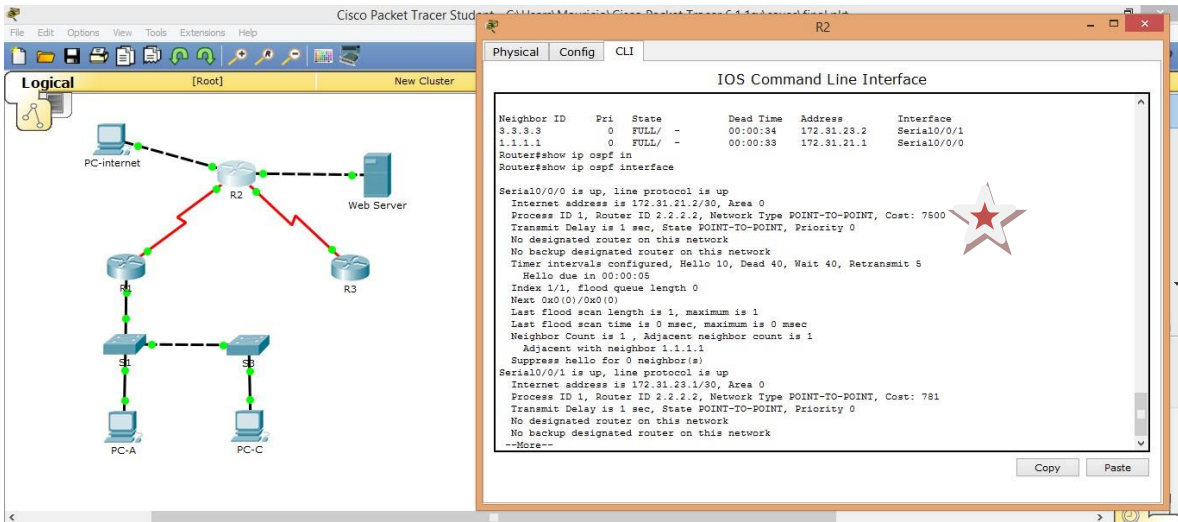 Cisco Packet Tracer Student
File Edit Options View Tools Extensions Help
Logical
[Root]
New Cluster
PC-internet
R2
Web Server
R1
R3
S1
S3
PC-A
PC-C
R2
Physical Config CLI
IOS Command Line Interface
Neighbor ID Pri State Dead Time Address Interface
3.3.3.3 0 FULL/ - 00:00:34 172.31.23.2 Serial0/0/1
1.1.1.1 0 FULL/ - 00:00:33 172.31.21.1 Serial0/0/0
Router#show ip ospf in
Router#show ip ospf interface
Serial0/0/0 is up, line protocol is up
Internet address is 172.31.21.2/30, Area 0
Process ID 1, Router ID 2.2.2.2, Network Type POINT-TO-POINT, Cost: 7500
Transmit Delay is 1 sec, State POINT-TO-POINT, Priority 0
No designated router on this network
No backup designated router on this network
Timer intervals configured, Hello 10, Dead 40, Wait 40, Retransmit 5
Hello due in 00:00:05
Index 1/1, flood queue length 0
Next 0x0(0)/0x0(0)
Last flood scan length is 1, maximum is 1
Last flood scan time is 0 msec, maximum is 0 msec
Neighbor Count is 1 , Adjacent neighbor count is 1
Adjacent with neighbor 1.1.1.1
Suppress hello for 0 neighbor(s)
Serial0/0/1 is up, line protocol is up
Internet address is 172.31.23.1/30, Area 0
Process ID 1, Router ID 2.2.2.2, Network Type POINT-TO-POINT, Cost: 781
Transmit Delay is 1 sec, State POINT-TO-POINT, Priority 0
No designated router on this network
No backup designated router on this network
--More--
Copy Paste